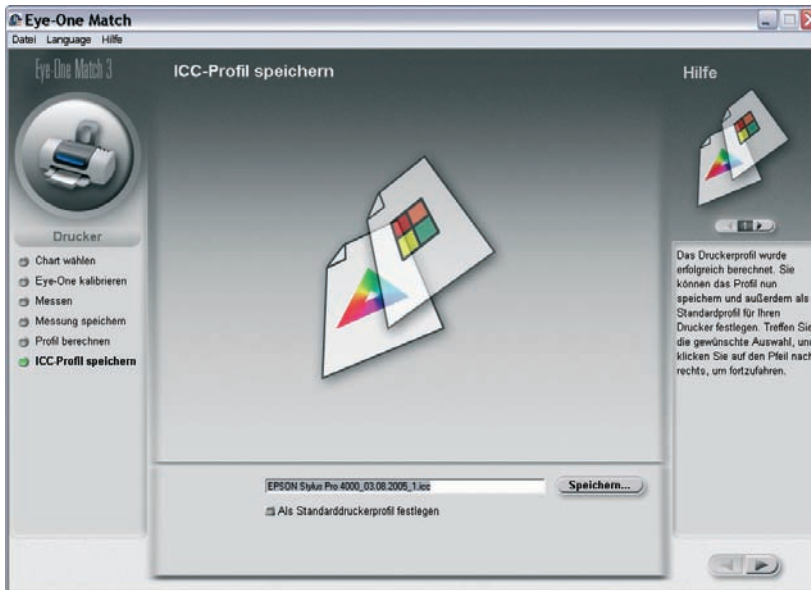 Eye-One Match
Datei Language Hilfe
Eye-One Match 3
Drucker
Chart wählen
Eye-One kalibrieren
Messen
Messung speichern
Profil berechnen
ICC-Profil speichern
ICC-Profil speichern
EPSON Stylus Pro 4000_03.08.2005_1.icc
Speichern...
Als Standarddruckerprofil festlegen
Hilfe
1
Das Druckerprofil wurde
erfolgreich berechnet. Sie
können das Profil nun
speichern und außerdem als
Standardprofil für Ihren
Drucker festlegen. Treffen Sie
die gewünschte Auswahl, und
klicken Sie auf den Pfeil nach
rechts, um fortzufahren.